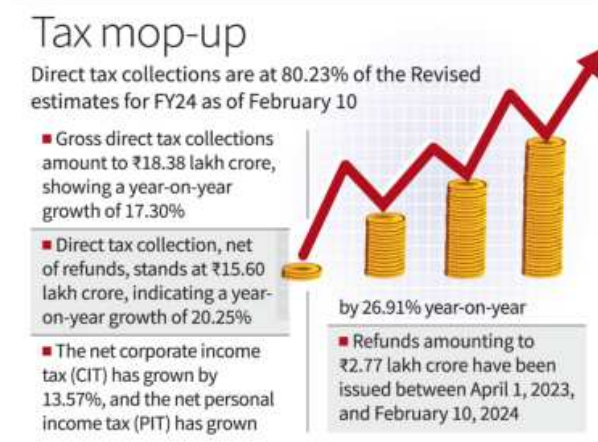 Tax mop-up
Direct tax collections are at 80.23% of the Revised
estimates for FY24 as of February 10
■ Gross direct tax collections
amount to ₹18.38 lakh crore,
showing a year-on-year
growth of 17.30%
■ Direct tax collection, net
of refunds, stands at ₹15.60
lakh crore, indicating a year-
on-year growth of 20.25%
■ The net corporate income
tax (CIT) has grown by
13.57%, and the net personal
income tax (PIT) has grown
by 26.91% year-on-year
■ Refunds amounting to
₹2.77 lakh crore have been
issued between April 1, 2023,
and February 10, 2024